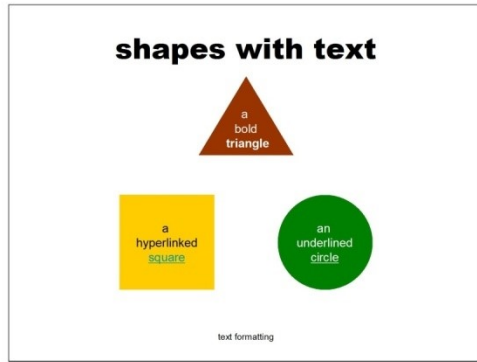 shapes with text
a
bold
triangle
a
hyperlinked
square
an
underlined
circle
text formatting